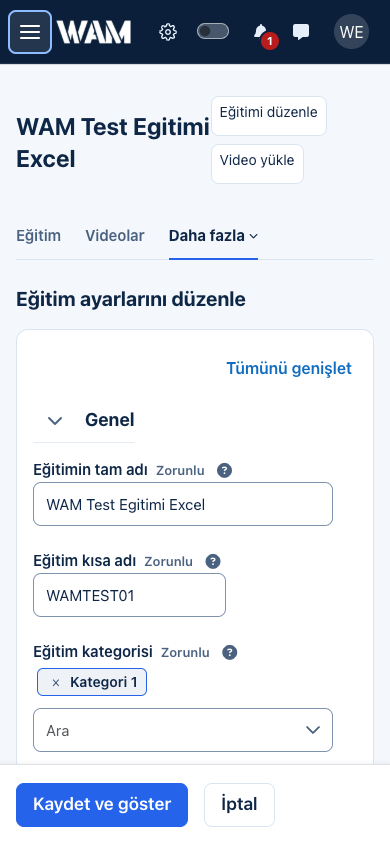 WAM
1
WE
WAM Test Egitimi
Excel
Eğitimi düzenle
Video yükle
Eğitim
Videolar
Daha fazla
Eğitim ayarlarını düzenle
Tümünü genişlet
Genel
Eğitimin tam adı Zorunlu ?
WAM Test Egitimi Excel
Eğitim kısa adı Zorunlu ?
WAMTEST01
Eğitim kategorisi Zorunlu ?
× Kategori 1
Ara
Kaydet ve göster
İptal